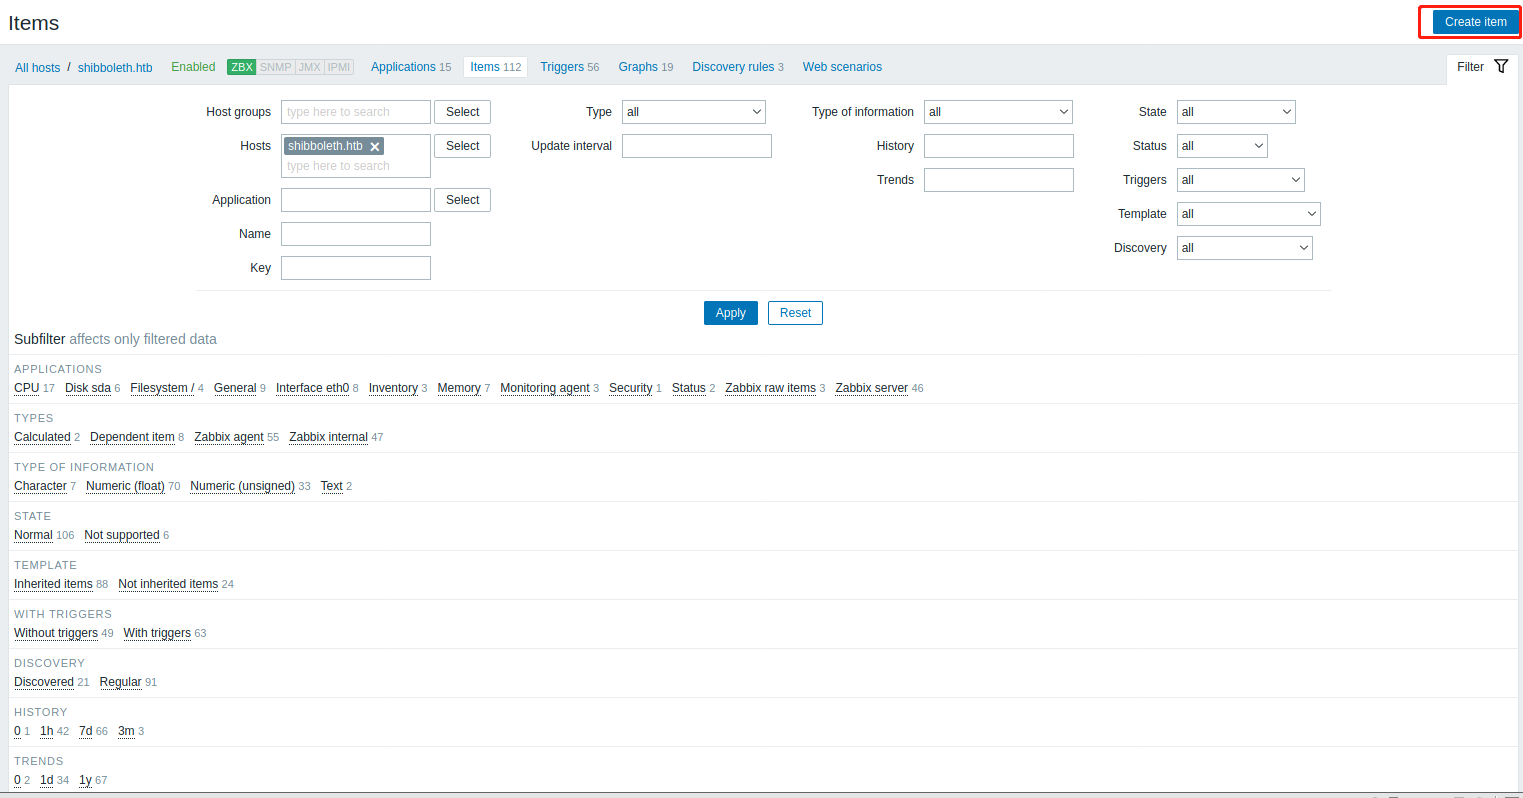 Items
Create item
All hosts / shibboleth.htb Enabled ZBX SNMP JMX IPMI Applications 15 Items 112 Triggers 56 Graphs 19 Discovery rules 3 Web scenarios Filter
Host groups type here to search Select Type all Type of information all State all
Hosts shibboleth.htb Select Update interval History Status all
type here to search
Trends Triggers all
Application Select
Template all
Name
Discovery all
Key
Apply Reset
Subfilter affects only filtered data
APPLICATIONS
CPU 17 Disk sda 6 Filesystem / 4 General 9 Interface eth0 8 Inventory 3 Memory 7 Monitoring agent 3 Security 1 Status 2 Zabbix raw items 3 Zabbix server 46
TYPES
Calculated 2 Dependent item 8 Zabbix agent 55 Zabbix internal 47
TYPE OF INFORMATION
Character 7 Numeric (float) 70 Numeric (unsigned) 33 Text 2
STATE
Normal 106 Not supported 6
TEMPLATE
Inherited items 88 Not inherited items 24
WITH TRIGGERS
Without triggers 49 With triggers 63
DISCOVERY
Discovered 21 Regular 91
HISTORY
0 1 1h 42 7d 66 3m 3
TRENDS
0 2 1d 34 1y 67